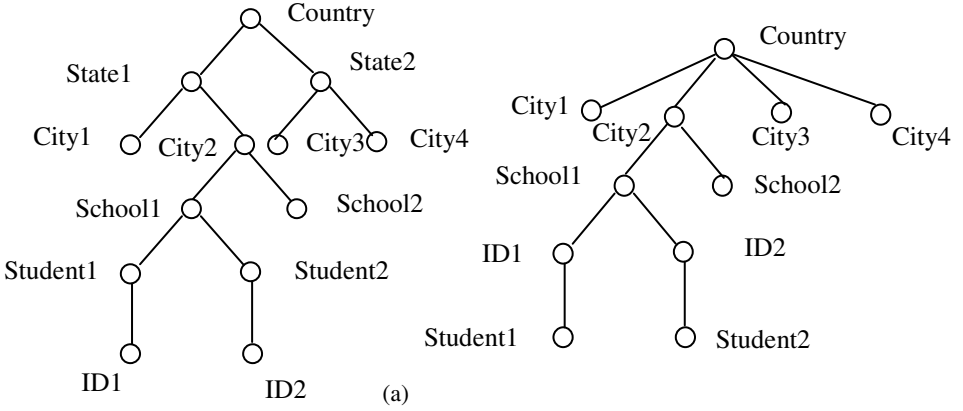 Country
State1
State2
City1
City2
City3
City4
School1
School2
Student1
Student2
ID1
ID2
(a)
Country
City1
City2
City3
City4
School1
School2
ID1
ID2
Student1
Student2